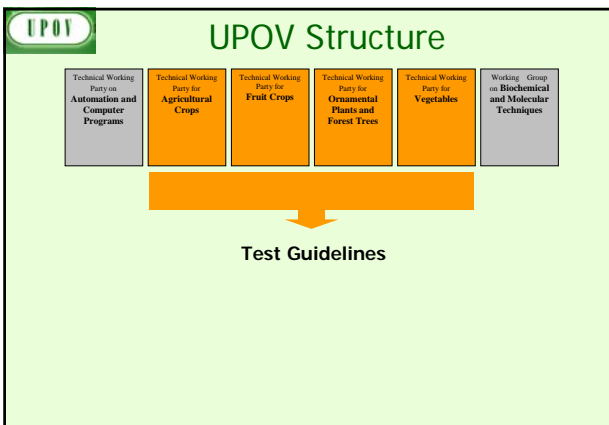 UPOV
UPOV Structure
Technical Working
Party on
Automation and
Computer
Programs
Technical Working
Party for
Agricultural
Crops
Technical Working
Party for
Fruit Crops
Technical Working
Party for
Ornamental
Plants and
Forest Trees
Technical Working
Party for
Vegetables
Working Group
on Biochemical
and Molecular
Techniques
Test Guidelines